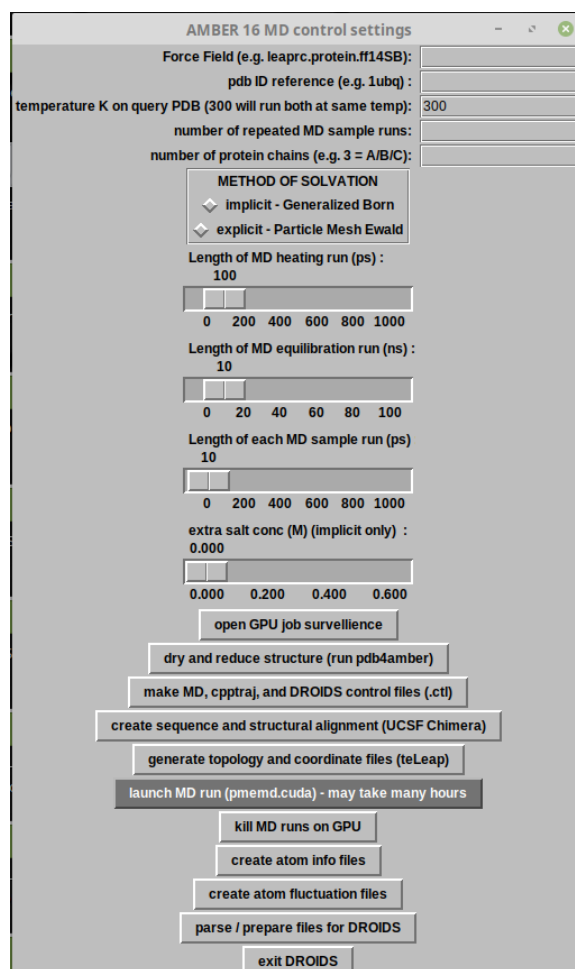 AMBER 16 MD control settings
Force Field (e.g. leaprc.protein.ff14SB):
pdb ID reference (e.g. 1ubq) :
temperature K on query PDB (300 will run both at same temp): 300
number of repeated MD sample runs:
number of protein chains (e.g. 3 = A/B/C):
METHOD OF SOLVATION
implicit - Generalized Born
explicit - Particle Mesh Ewald
Length of MD heating run (ps) :
100
0 200 400 600 800 1000
Length of MD equilibration run (ns) :
10
0 20 40 60 80 100
Length of each MD sample run (ps)
10
0 200 400 600 800 1000
extra salt conc (M) (implicit only) :
0.000
0.000 0.200 0.400 0.600
open GPU job survellience
dry and reduce structure (run pdb4amber)
make MD, cpptraj, and DROIDS control files (.ctl)
create sequence and structural alignment (UCSF Chimera)
generate topology and coordinate files (teLeap)
launch MD run (pmemd.cuda) - may take many hours
kill MD runs on GPU
create atom info files
create atom fluctuation files
parse / prepare files for DROIDS
exit DROIDS